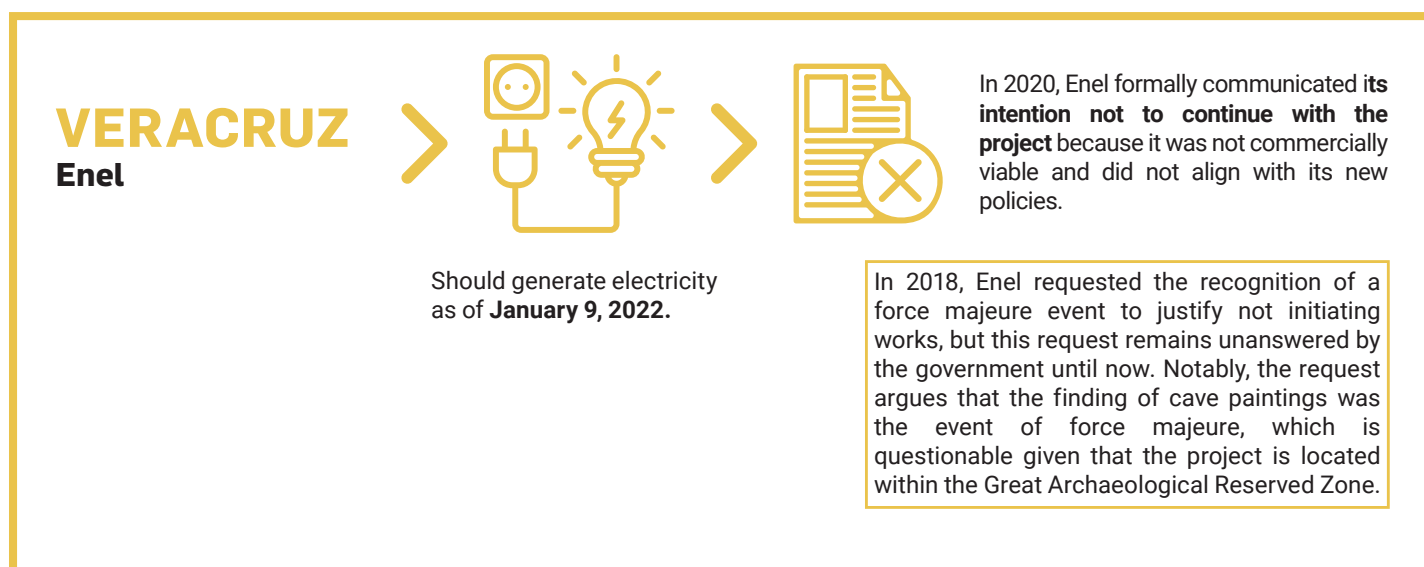 VERACRUZ
Enel
Should generate electricity
as of January 9, 2022.
In 2020, Enel formally communicated its
intention not to continue with the
project because it was not commercially
viable and did not align with its new
policies.
In 2018, Enel requested the recognition of a
force majeure event to justify not initiating
works, but this request remains unanswered by
the government until now. Notably, the request
argues that the finding of cave paintings was
the event of force majeure, which is
questionable given that the project is located
within the Great Archaeological Reserved Zone.